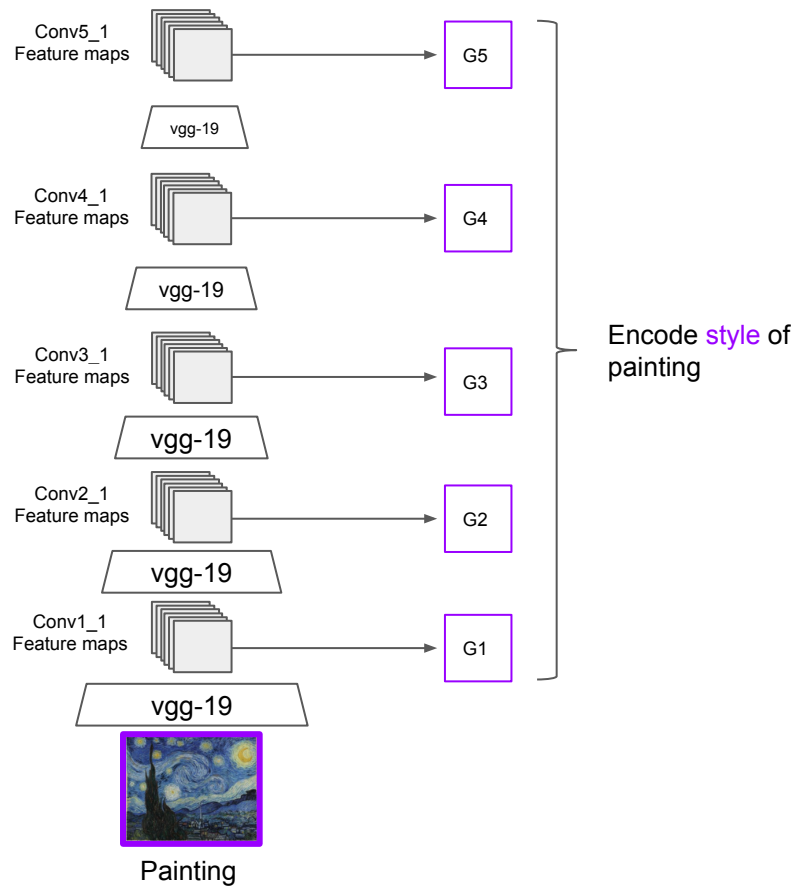 Conv5_1
Feature maps
G5
vgg-19
Conv4_1
Feature maps
G4
vgg-19
Conv3_1
Feature maps
G3
Encode style of
painting
vgg-19
Conv2_1
Feature maps
G2
vgg-19
Conv1_1
Feature maps
G1
vgg-19
Painting